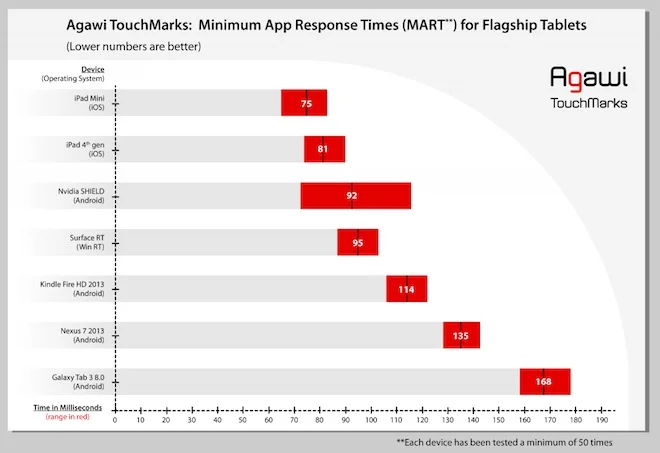 Agawi TouchMarks: Minimum App Response Times (MART**) for Flagship Tablets
(Lower numbers are better)
Device
(Operating System)
Agawi
TouchMarks
iPad Mini
(iOS)
75
iPad 4th gen
(iOS)
81
Nvidia SHIELD
(Android)
92
Surface RT
(Win RT)
95
Kindle Fire HD 2013
(Android)
114
Nexus 7 2013
(Android)
135
Galaxy Tab 3 8.0
(Android)
168
Time in Milliseconds
(range in red)
0 10 20 30 40 50 60 70 80 90 100 110 120 130 140 150 160 170 180 190
**Each device has been tested a minimum of 50 times